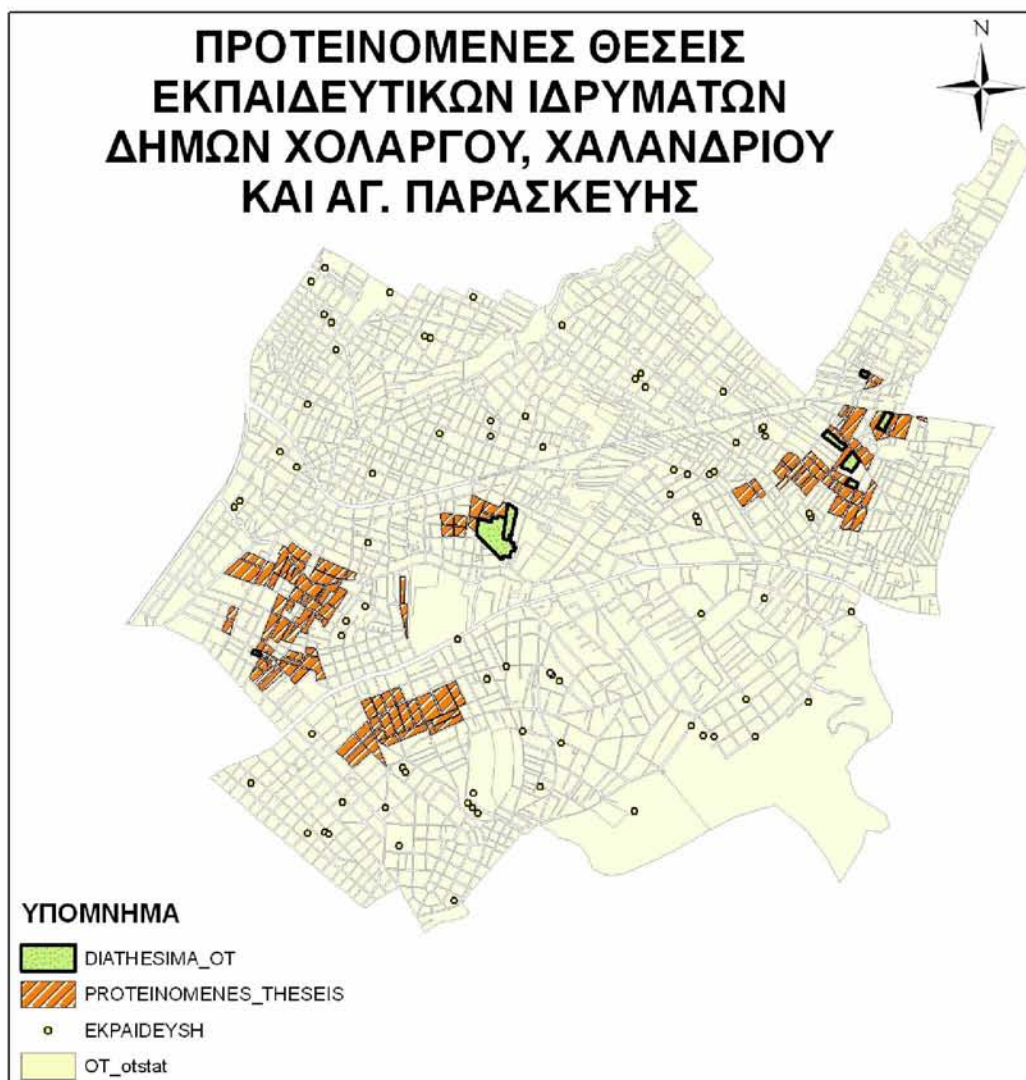 ΠΡΟΤΕΙΝΟΜΕΝΕΣ ΘΕΣΕΙΣ
ΕΚΠΑΙΔΕΥΤΙΚΩΝ ΙΔΡΥΜΑΤΩΝ
ΔΗΜΩΝ ΧΟΛΑΡΓΟΥ, ΧΑΛΑΝΔΡΙΟΥ
ΚΑΙ ΑΓ. ΠΑΡΑΣΚΕΥΗΣ
N
ΥΠΟΜΝΗΜΑ
DIATHESIMA_OT
PROTEINOMENES_THESEIS
EKPAIDEYSH
OT_otstat